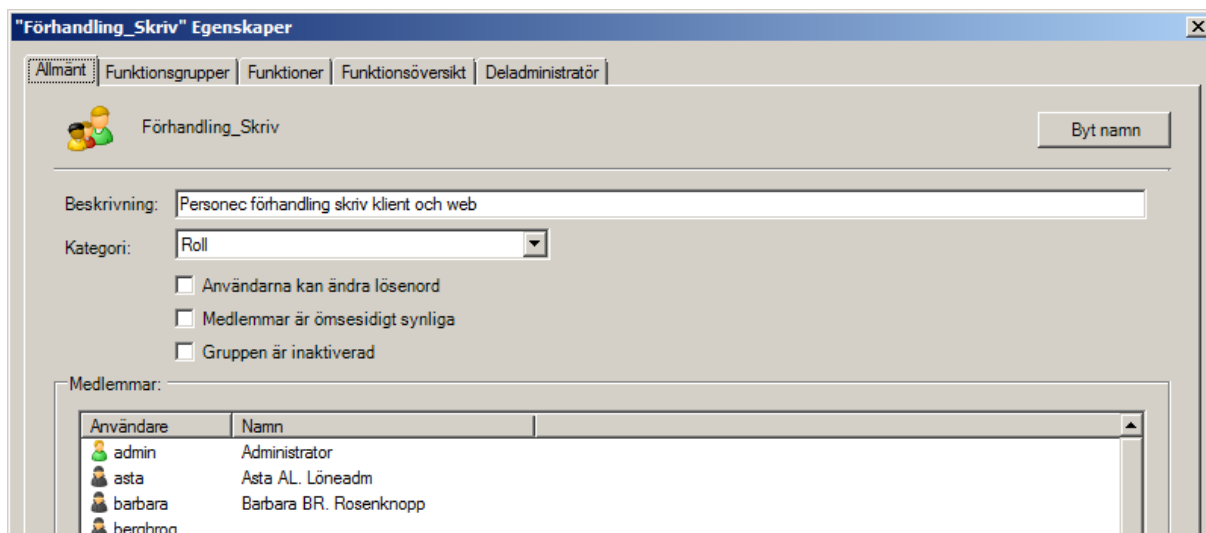 "Förhandling_Skriv" Egenskaper
Allmänt Funktionsgrupper Funktioner Funktionsöversikt Deladministratör
Förhandling_Skriv Byt namn
Beskrivning: Personec förhandling skriv klient och web
Kategori: Roll
Användarna kan ändra lösenord
Medlemmar är ömsesidigt synliga
Gruppen är inaktiverad
Medlemmar:
Användare Namn
admin Administrator
asta Asta AL. Löneadm
barbara Barbara BR. Rosenknopp